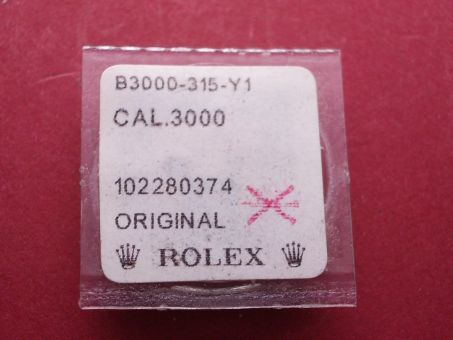 B3000-315-Y1
CAL.3000
102280374
ORIGINAL
ROLEX